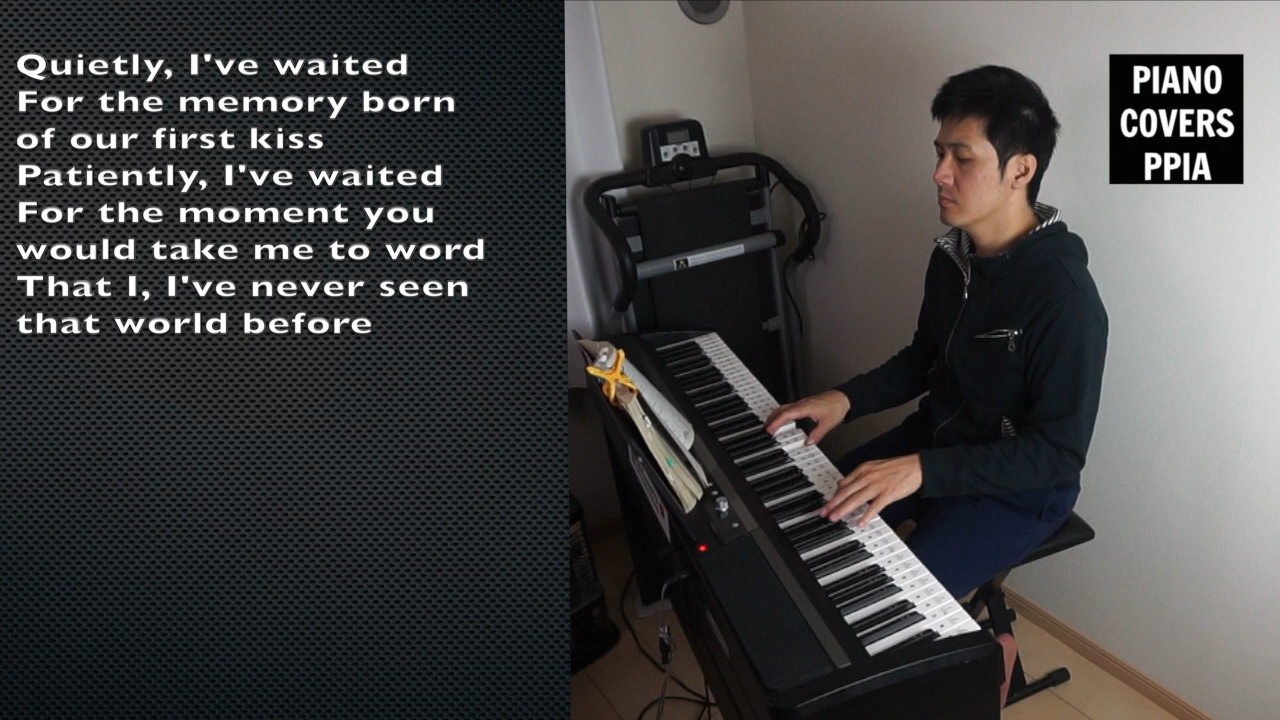 Quietly, I've waited
For the memory born
of our first kiss
Patiently, I've waited
For the moment you
would take me to word
That I, I've never seen
that world before
PIANO
COVERS
PPIA